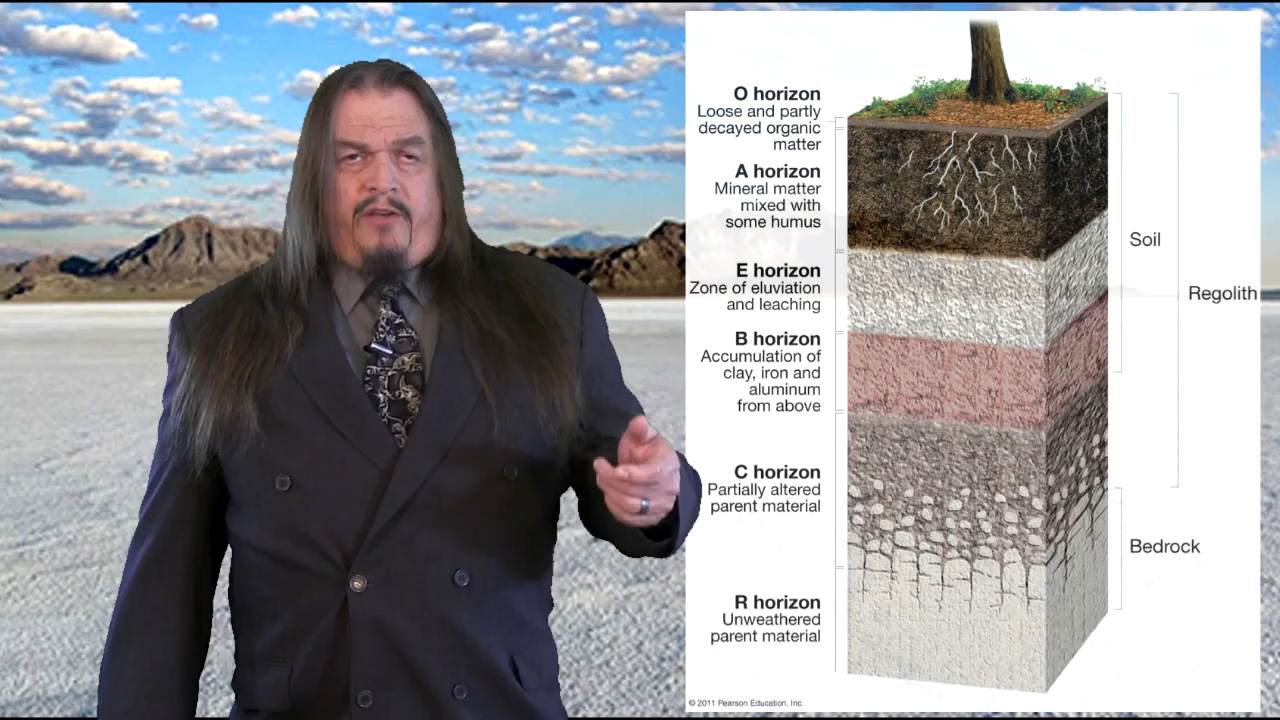 O horizon
Loose and partly
decayed organic
matter
A horizon
Mineral matter
mixed with
some humus
E horizon
Zone of eluviation
and leaching
B horizon
Accumulation of
clay, iron and
aluminum
from above
C horizon
Partially altered
parent material
R horizon
Unweathered
parent material
Soil
Regolith
Bedrock
© 2011 Pearson Education, Inc.